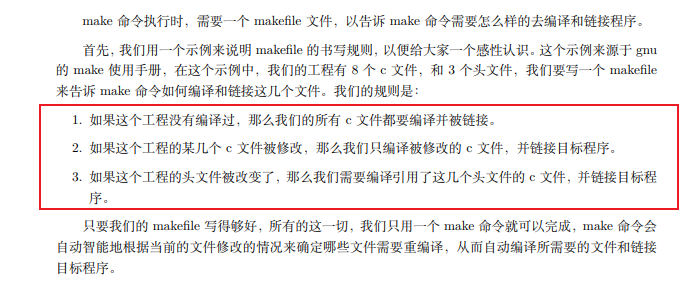 make 命令执行时，需要一个 makefile 文件，以告诉 make 命令需要怎么样的去编译和链接程序。
首先，我们用一个示例来说明 makefile 的书写规则，以便给大家一个感性认识。这个示例来源于 gnu
的 make 使用手册，在这个示例中，我们的工程有 8 个 c 文件，和 3 个头文件，我们要写一个 makefile
来告诉 make 命令如何编译和链接这几个文件。我们的规则是：
1. 如果这个工程没有编译过，那么我们的所有 c 文件都要编译并被链接。
2. 如果这个工程的某几个 c 文件被修改，那么我们只编译被修改的 c 文件，并链接目标程序。
3. 如果这个工程的头文件被改变了，那么我们需要编译引用了这几个头文件的 c 文件，并链接目标程
序。
只要我们的 makefile 写得够好，所有的这一切，我们只用一个 make 命令就可以完成，make 命令会
自动智能地根据当前的文件修改的情况来确定哪些文件需要重编译，从而自动编译所需要的文件和链接
目标程序。